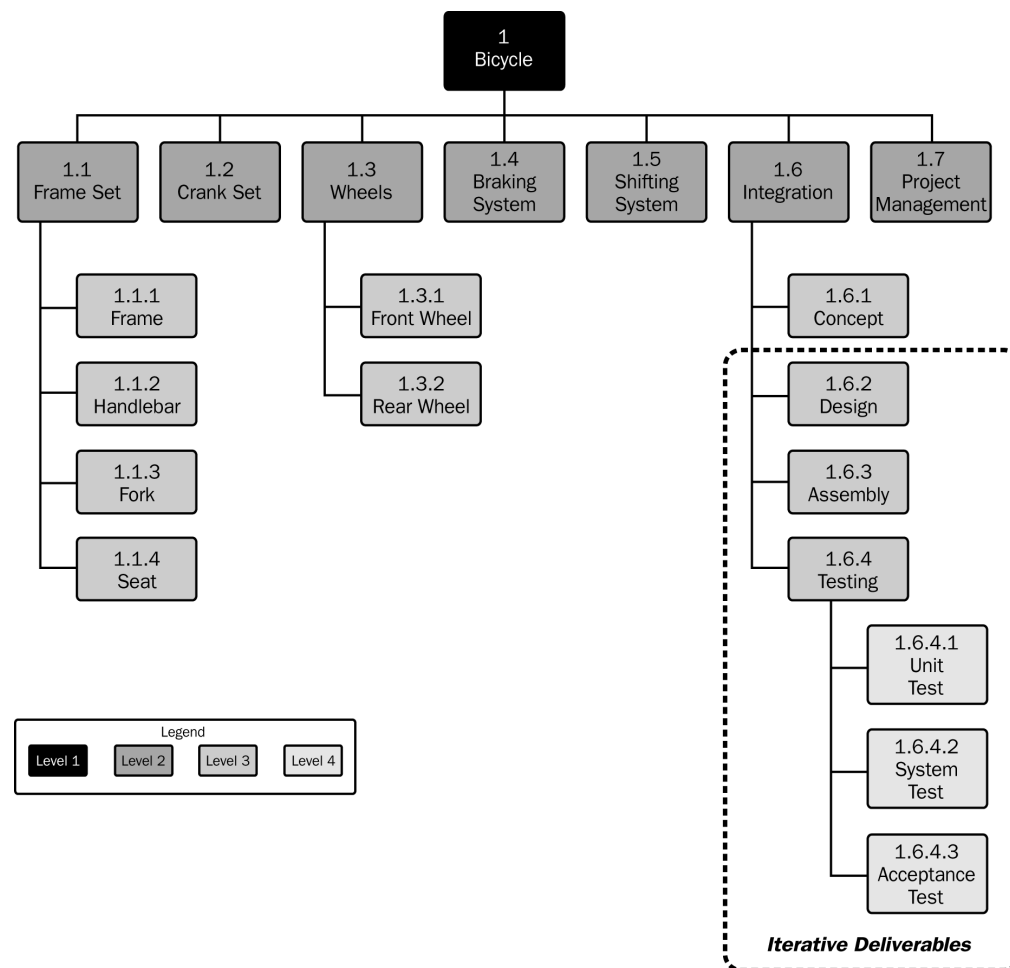 1
Bicycle
1.1
Frame Set
1.2
Crank Set
1.3
Wheels
1.4
Braking
System
1.5
Shifting
System
1.6
Integration
1.7
Project
Management
1.1.1
Frame
1.1.2
Handlebar
1.1.3
Fork
1.1.4
Seat
1.3.1
Front Wheel
1.3.2
Rear Wheel
1.6.1
Concept
1.6.2
Design
1.6.3
Assembly
1.6.4
Testing
1.6.4.1
Unit
Test
1.6.4.2
System
Test
1.6.4.3
Acceptance
Test
Iterative Deliverables
Legend
Level 1
Level 2
Level 3
Level 4